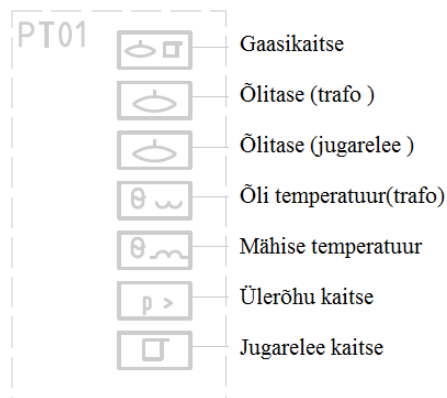 PT01
Gaasikaitse
Õlitase (trafo )
Õlitase (jugarelee )
θ
Õli temperatuur(trafo)
θ
Mähise temperatuur
p >
Ülerõhu kaitse
Jugarelee kaitse